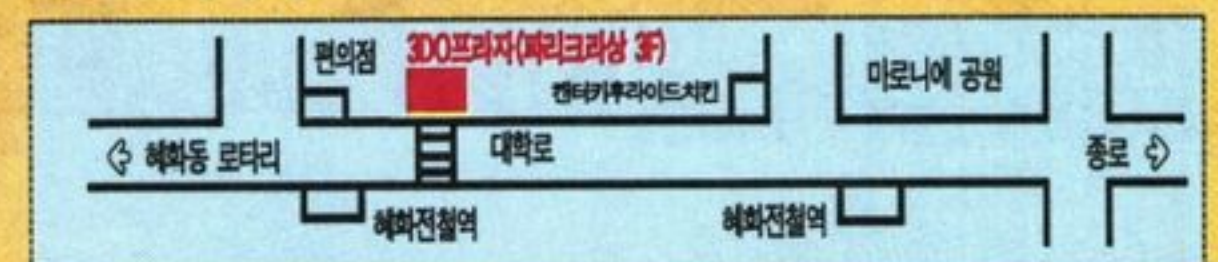 편의점
3DO프라자(파리크라상 3F)
켄터키후라이드치킨
마로니에 공원
혜화동 로타리
대학로
종로
혜화전철역
혜화전철역